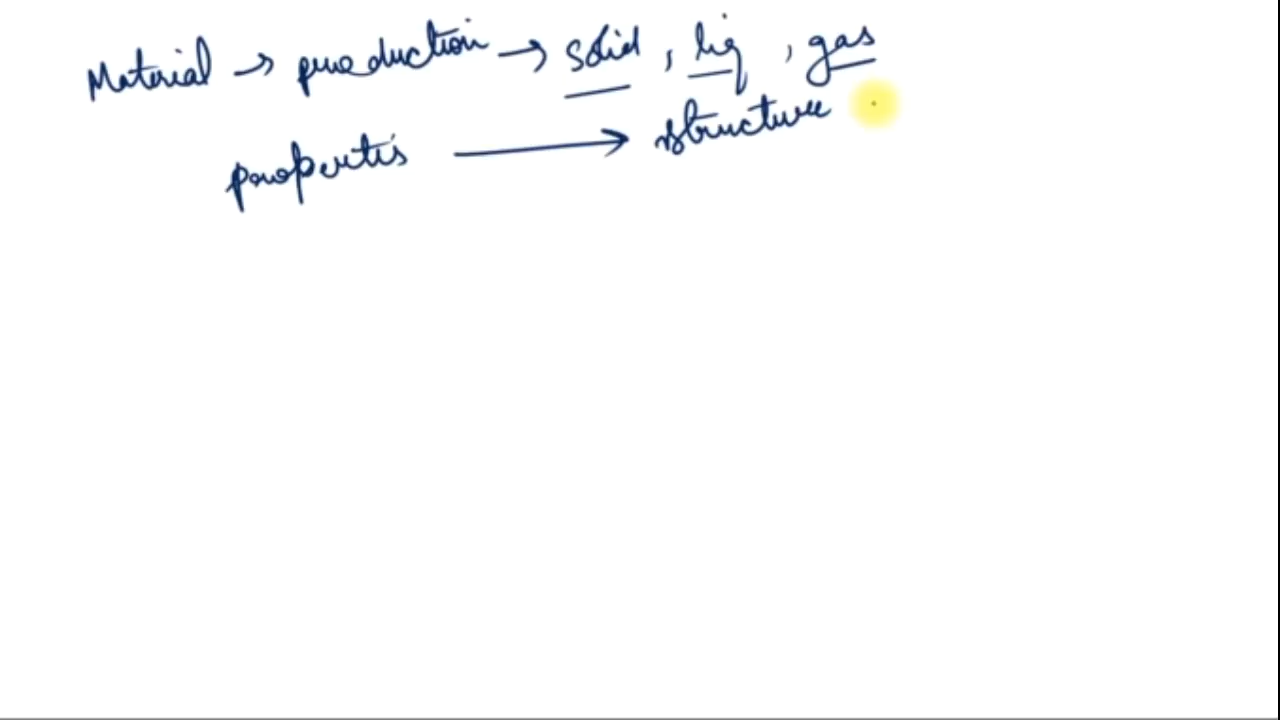 Material → production → solid, liq, gas
properties → structure